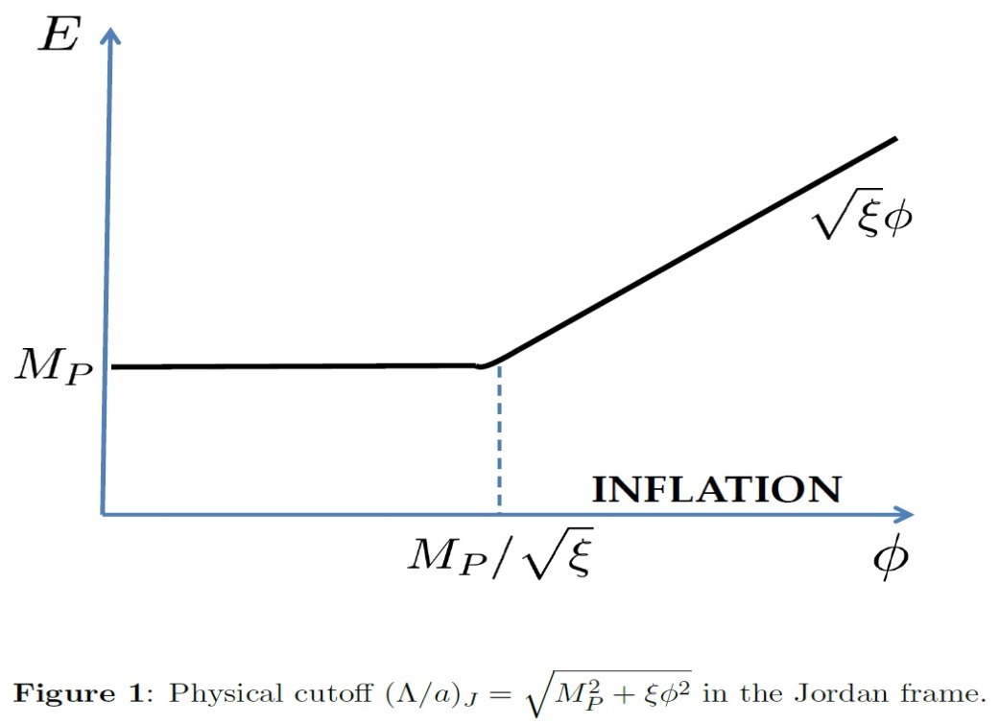 E
√ξφ
M_P
INFLATION
M_P/√ξ
φ
Figure 1: Physical cutoff (Λ/a)_J = √(M_P^2 + ξφ^2) in the Jordan frame.